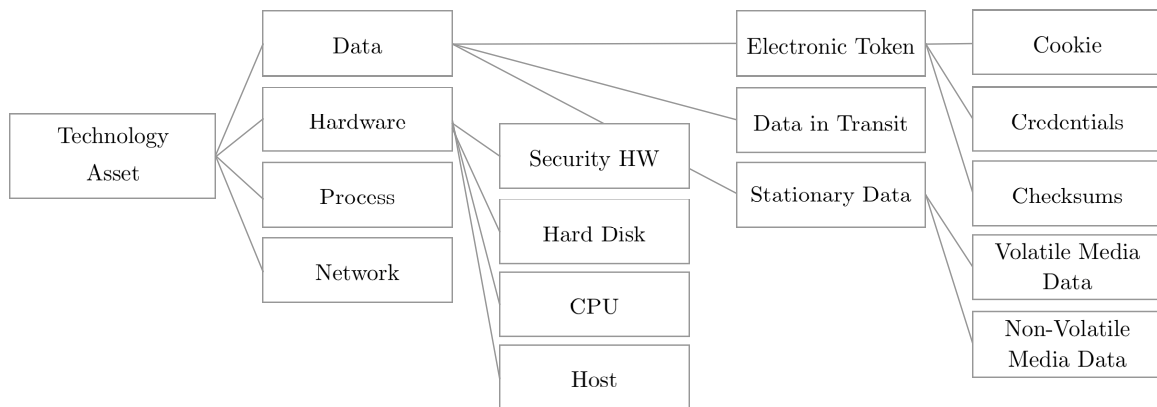 Technology
Asset
Data
Hardware
Process
Network
Security HW
Hard Disk
CPU
Host
Electronic Token
Data in Transit
Stationary Data
Cookie
Credentials
Checksums
Volatile Media
Data
Non-Volatile
Media Data